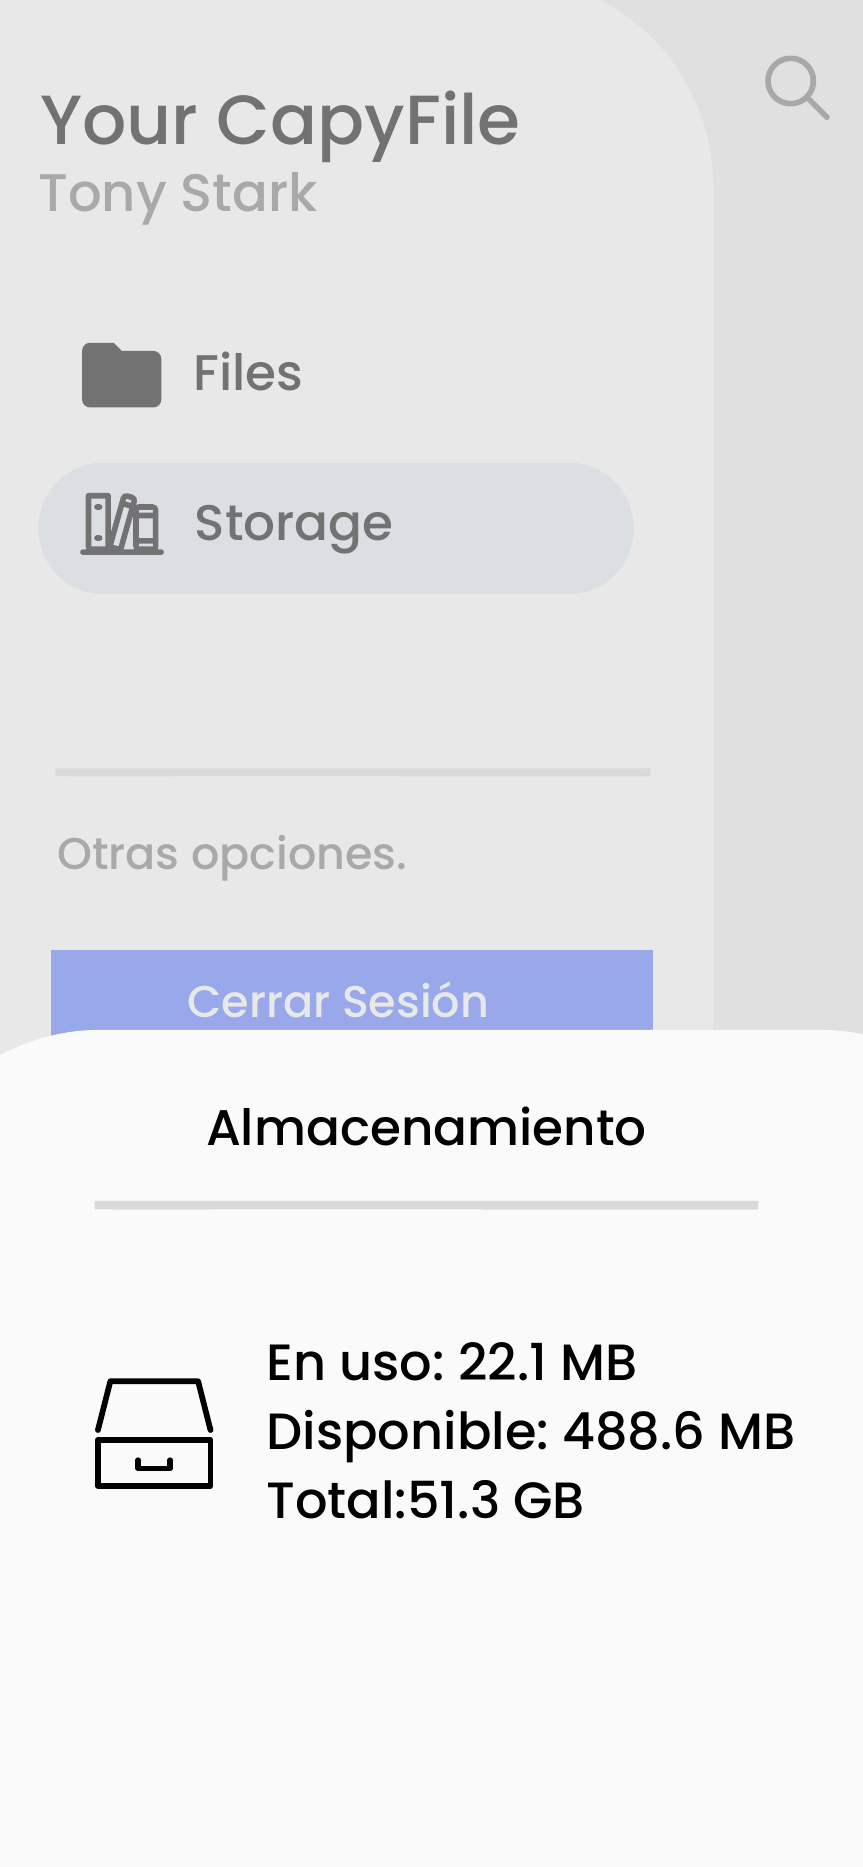 Your CapyFile
Tony Stark
Files
Storage
Otras opciones.
Cerrar Sesión
Almacenamiento
En uso: 22.1 MB
Disponible: 488.6 MB
Total:51.3 GB